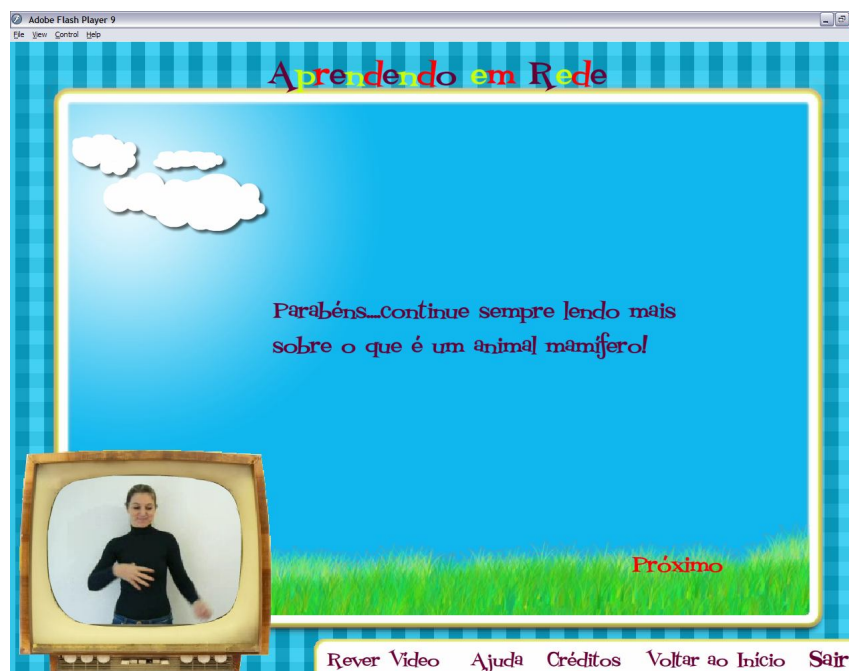 Adobe Flash Player 9
File View Control Help
Aprendendo em Rede
Parabéns....continue sempre lendo mais
sobre o que é um animal mamífero!
Próximo
Rever Video Ajuda Créditos Voltar ao Início Sair